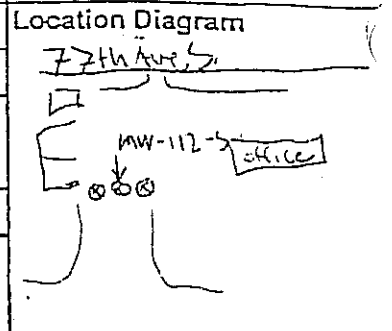 Location Diagram
77th Ave, S.
MW-112-S
office